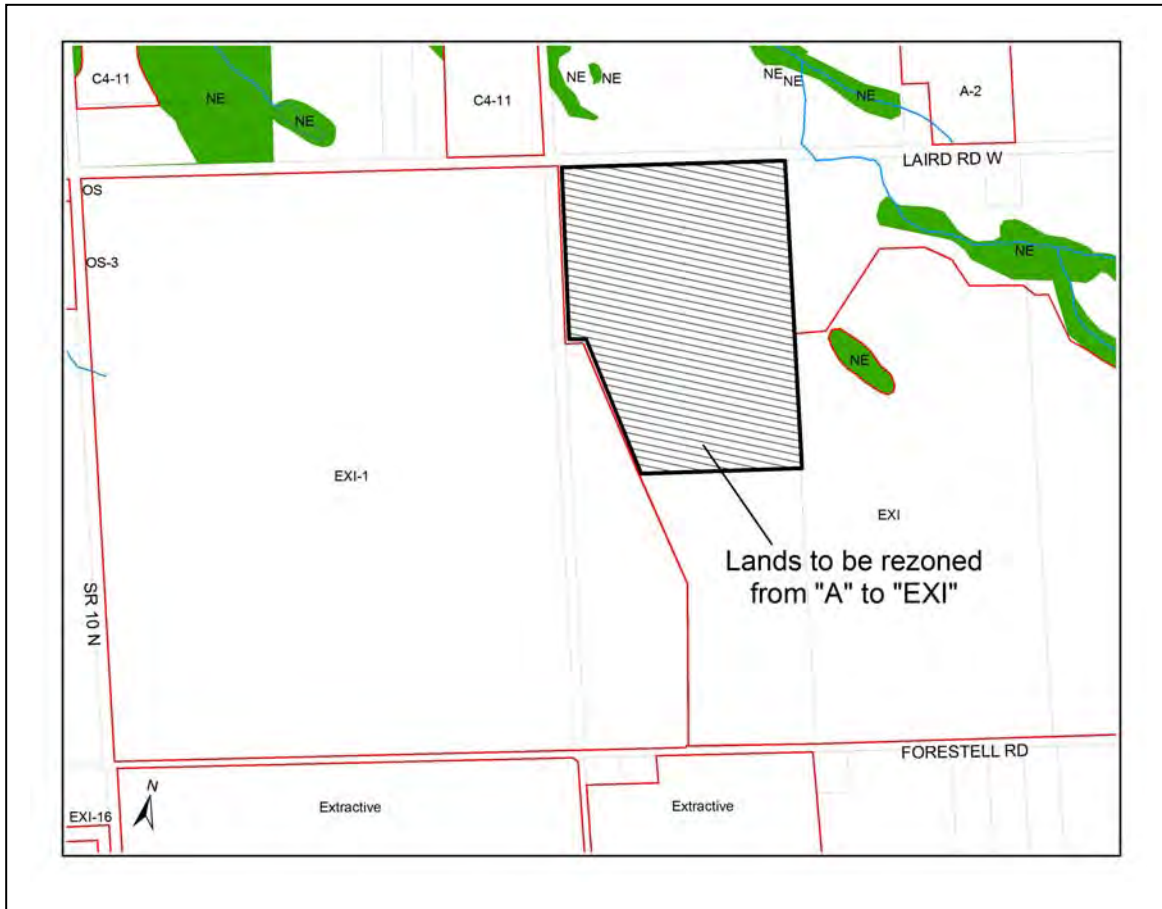 C4-11
NE
NE
C4-11
NE
NE
NE
NE
NE
A-2
LAIRD RD W
OS
OS-3
NE
NE
EXI-1
EXI
Lands to be rezoned
from "A" to "EXI"
SR 10 N
FORESTELL RD
N
EXI-16
Extractive
Extractive